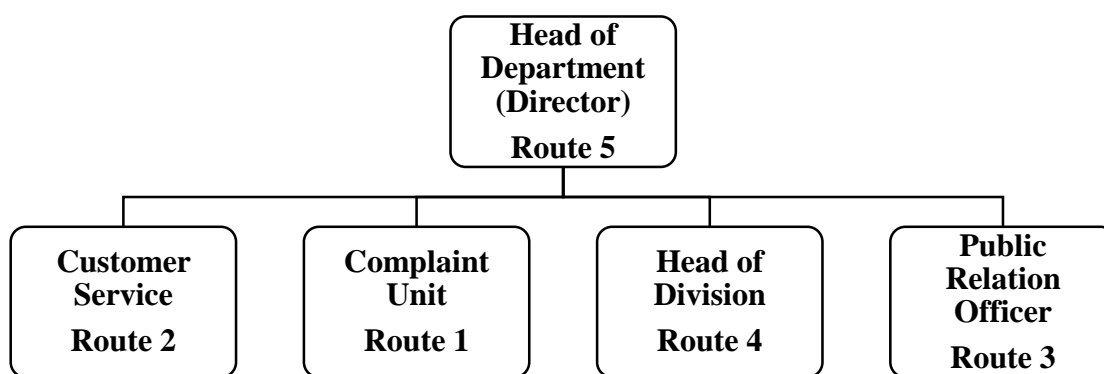 Head of
Department
(Director)
Route 5
Customer
Service
Route 2
Complaint
Unit
Route 1
Head of
Division
Route 4
Public
Relation
Officer
Route 3